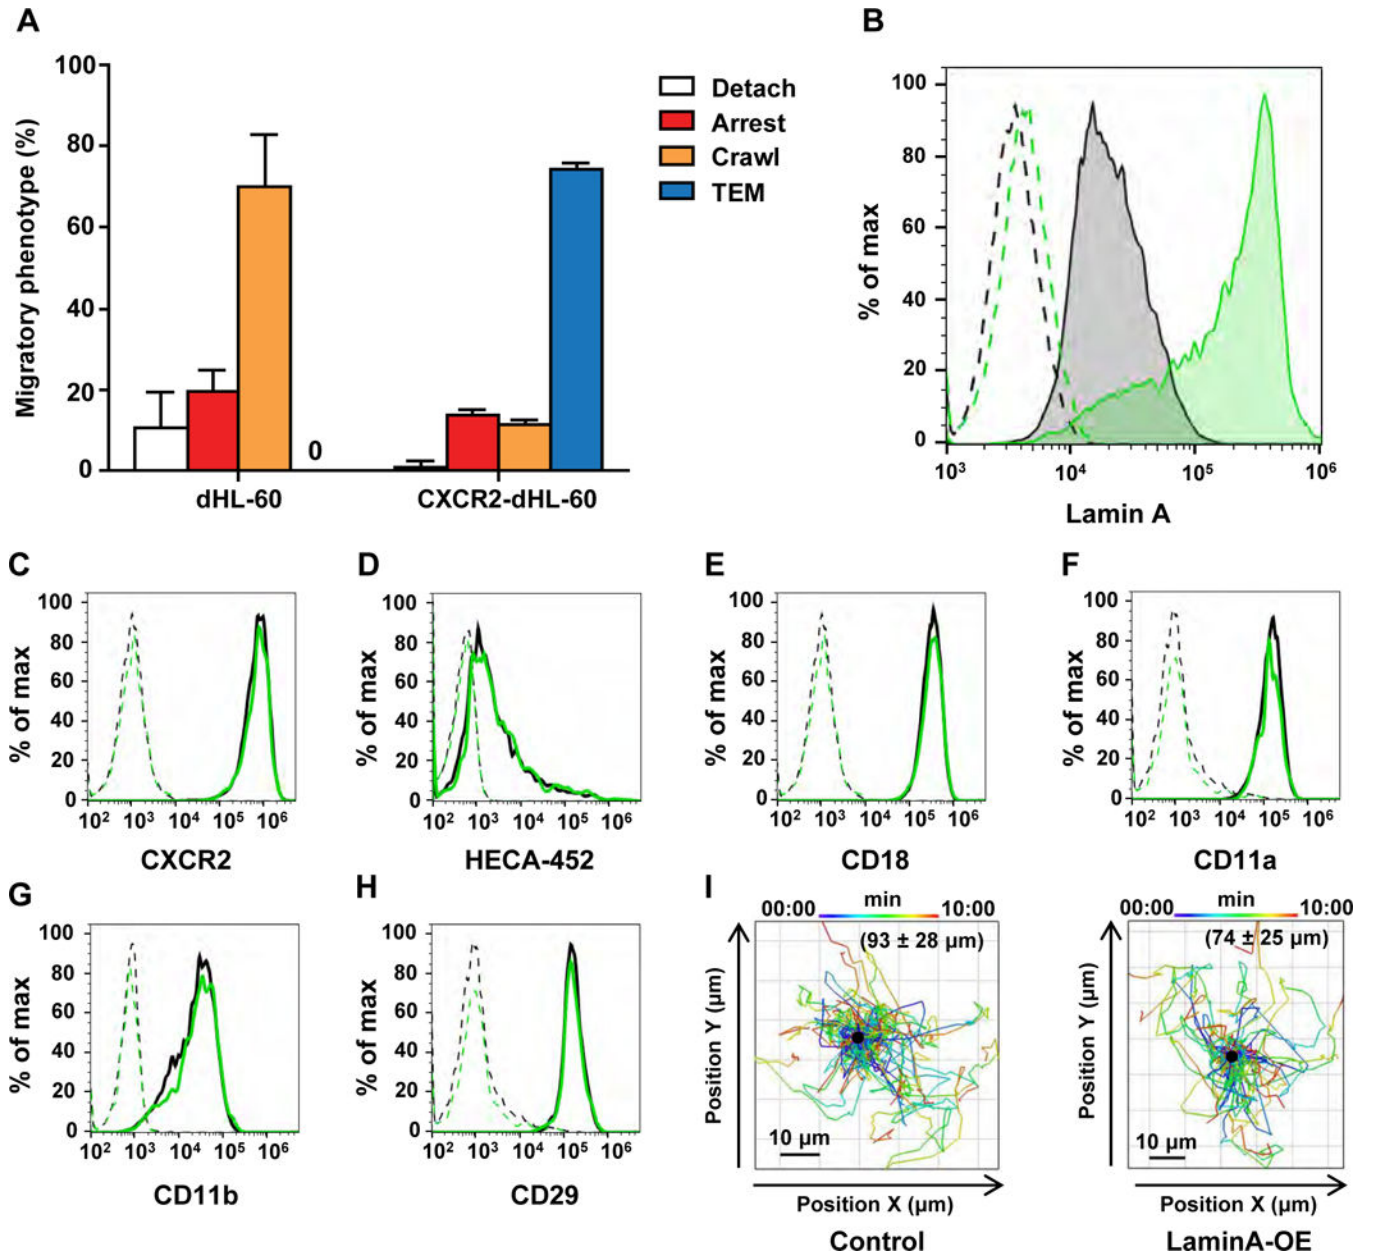 A
Migratory phenotype (%)
100
80
60
40
20
0
0
dHL-60 CXCR2-dHL-60
Detach
Arrest
Crawl
TEM
B
% of max
100
80
60
40
20
0
10³ 10⁴ 10⁵ 10⁶
Lamin A
C
% of max
100
80
60
40
20
0
10² 10³ 10⁴ 10⁵ 10⁶
CXCR2
D
% of max
100
80
60
40
20
0
10² 10³ 10⁴ 10⁵ 10⁶
HECA-452
E
% of max
100
80
60
40
20
0
10² 10³ 10⁴ 10⁵ 10⁶
CD18
F
% of max
100
80
60
40
20
0
10² 10³ 10⁴ 10⁵ 10⁶
CD11a
G
% of max
100
80
60
40
20
0
10² 10³ 10⁴ 10⁵ 10⁶
CD11b
H
% of max
100
80
60
40
20
0
10² 10³ 10⁴ 10⁵ 10⁶
CD29
I
min
00:00 10:00
(93 ± 28 µm)
Position Y (µm)
10 µm
Position X (µm)
Control
min
00:00 10:00
(74 ± 25 µm)
Position Y (µm)
10 µm
Position X (µm)
LaminA-OE